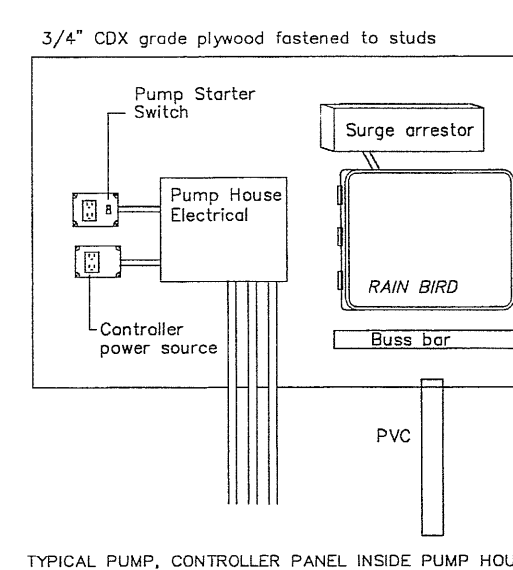 3/4" CDX grade plywood fastened to studs
Pump Starter
Switch
Surge arrestor
Pump House
Electrical
RAIN BIRD
Controller
power source
Buss bar
PVC
TYPICAL PUMP, CONTROLLER PANEL INSIDE PUMP HOU